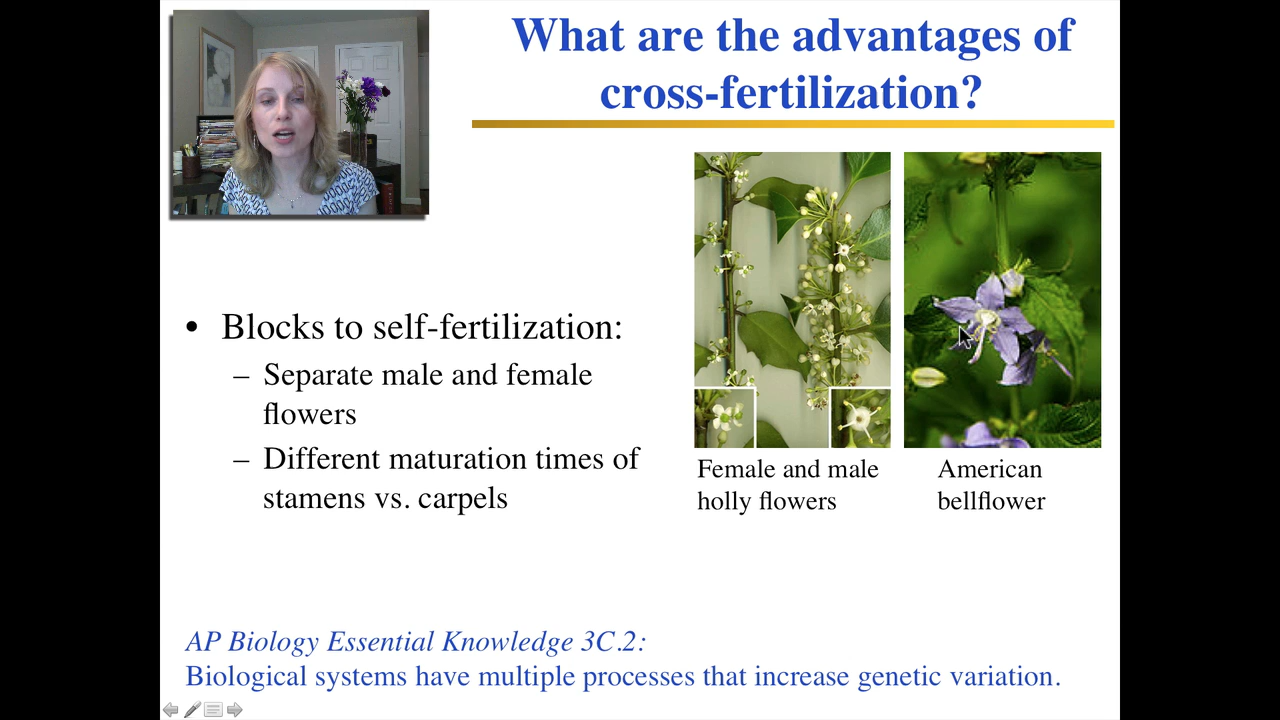 What are the advantages of
cross-fertilization?
• Blocks to self-fertilization:
– Separate male and female
flowers
– Different maturation times of
stamens vs. carpels
Female and male
holly flowers
American
bellflower
AP Biology Essential Knowledge 3C.2:
Biological systems have multiple processes that increase genetic variation.